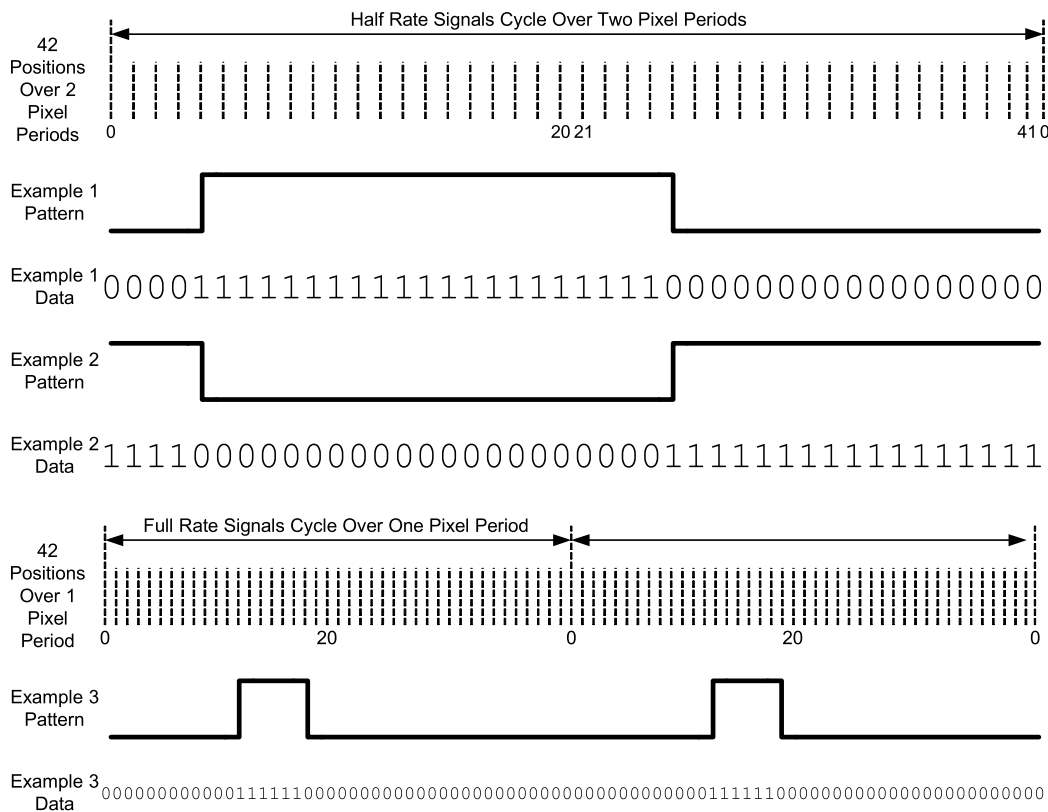 Half Rate Signals Cycle Over Two Pixel Periods
42
Positions
Over 2
Pixel
Periods
0 20 21 41 0
Example 1
Pattern
Example 1
Data
000011111111111111111111100000000000000000
Example 2
Pattern
Example 2
Data
111100000000000000000000011111111111111111
Full Rate Signals Cycle Over One Pixel Period
42
Positions
Over 1
Pixel
Period
0 20 0 20 0
Example 3
Pattern
Example 3
Data
000000000000111111000000000000000000000000000000000000111111000000000000000000000000